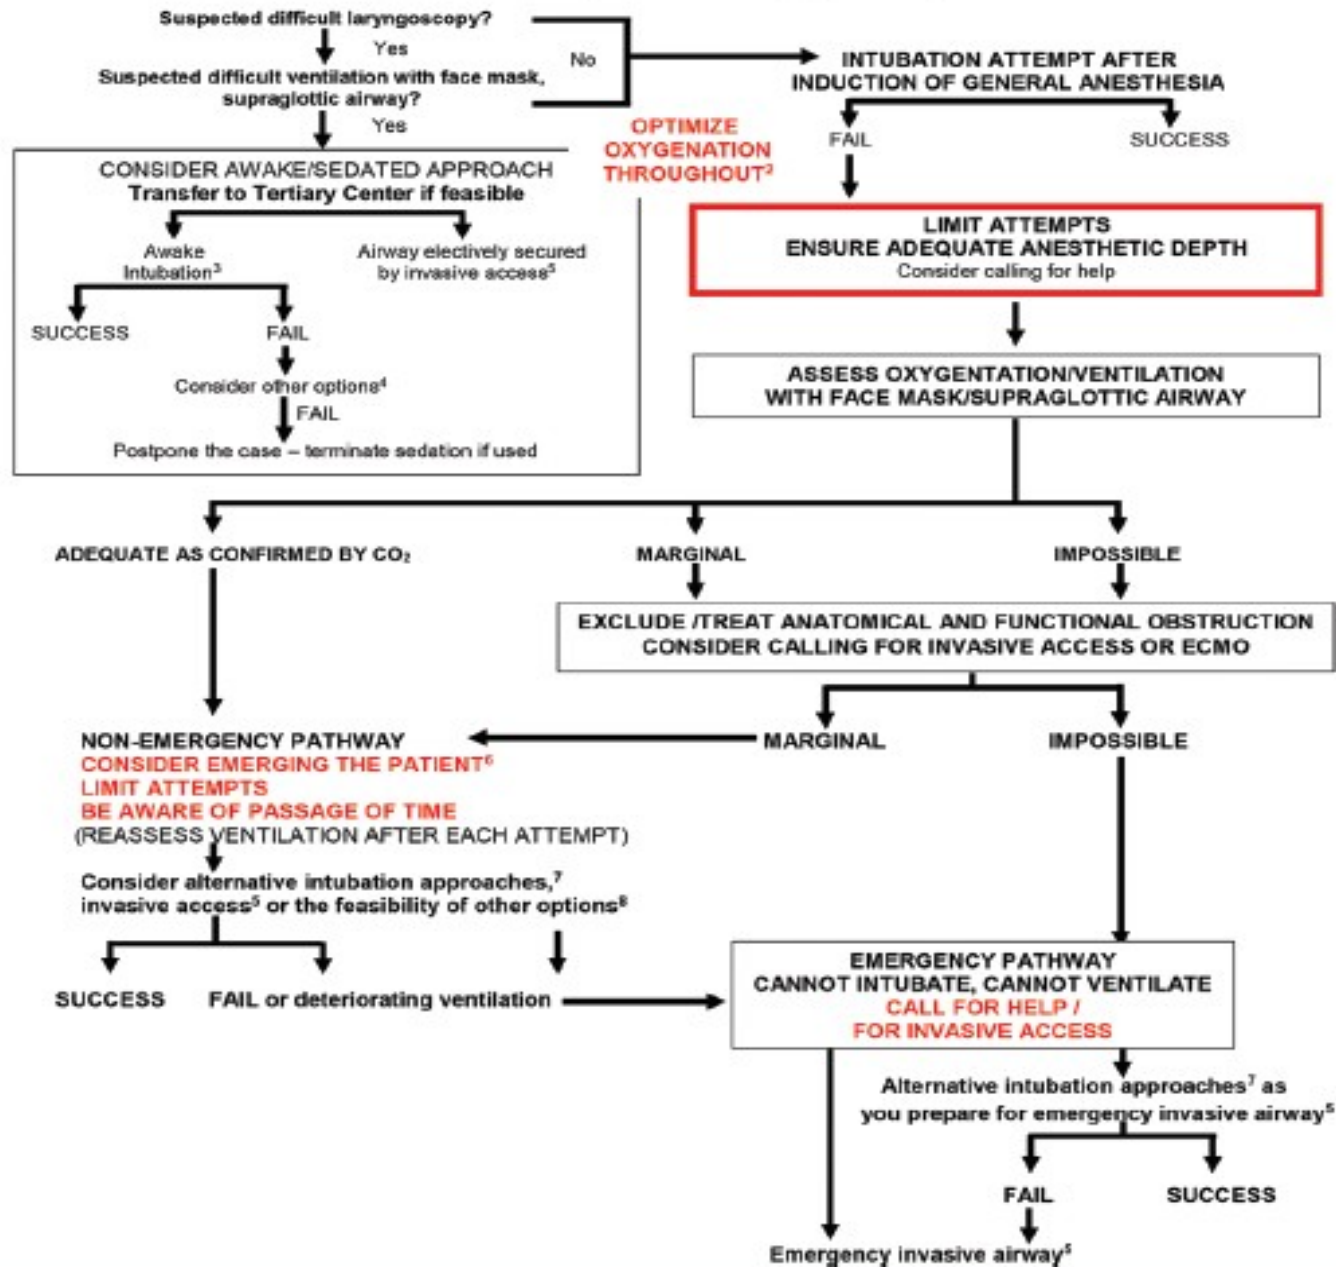 Suspected difficult laryngoscopy?
Yes
No
Suspected difficult ventilation with face mask,
supraglottic airway?
Yes
INTUBATION ATTEMPT AFTER
INDUCTION OF GENERAL ANESTHESIA
FAIL
SUCCESS
OPTIMIZE
OXYGENATION
THROUGHOUT²
CONSIDER AWAKE/SEDATED APPROACH
Transfer to Tertiary Center if feasible
Awake
Intubation³
Airway electively secured
by invasive access⁵
SUCCESS
FAIL
Consider other options⁴
FAIL
Postpone the case – terminate sedation if used
LIMIT ATTEMPTS
ENSURE ADEQUATE ANESTHETIC DEPTH
Consider calling for help
ASSESS OXYGENTATION/VENTILATION
WITH FACE MASK/SUPRAGLOTTIC AIRWAY
ADEQUATE AS CONFIRMED BY CO₂
MARGINAL
IMPOSSIBLE
EXCLUDE /TREAT ANATOMICAL AND FUNCTIONAL OBSTRUCTION
CONSIDER CALLING FOR INVASIVE ACCESS OR ECMO
MARGINAL
IMPOSSIBLE
NON-EMERGENCY PATHWAY
CONSIDER EMERGING THE PATIENT⁶
LIMIT ATTEMPTS
BE AWARE OF PASSAGE OF TIME
(REASSESS VENTILATION AFTER EACH ATTEMPT)
Consider alternative intubation approaches,⁷
invasive access⁵ or the feasibility of other options⁸
SUCCESS
FAIL or deteriorating ventilation
EMERGENCY PATHWAY
CANNOT INTUBATE, CANNOT VENTILATE
CALL FOR HELP /
FOR INVASIVE ACCESS
Alternative intubation approaches⁷ as
you prepare for emergency invasive airway⁵
FAIL
SUCCESS
Emergency invasive airway⁵